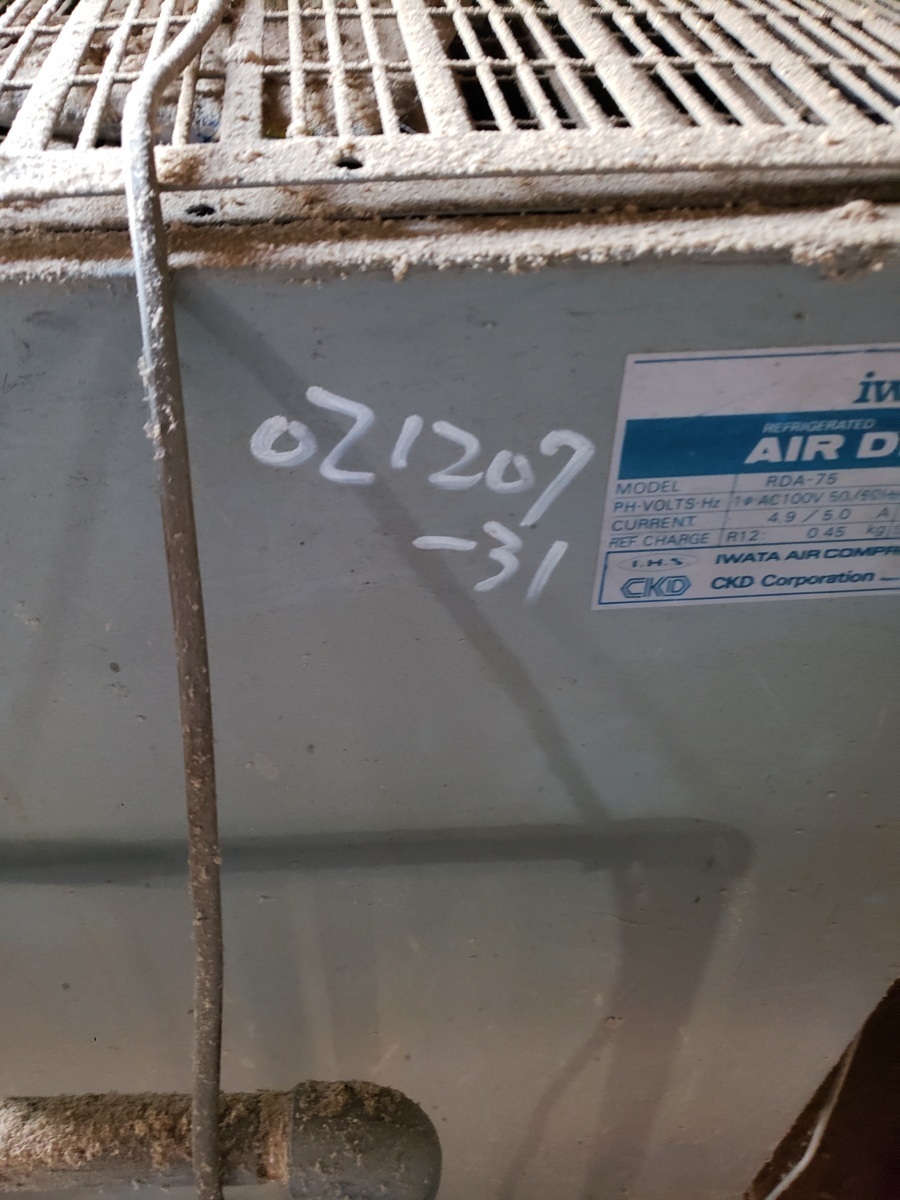 021207
-31
iw
REFRIGERATED
AIR D
MODEL RDA-75
PH·VOLTS·Hz 1Φ AC100V 50/60Hz
CURRENT 4.9 / 5.0 A
REF CHARGE R12: 0.45 kg
I.H.S IWATA AIR COMPR
CKD CKD Corporation